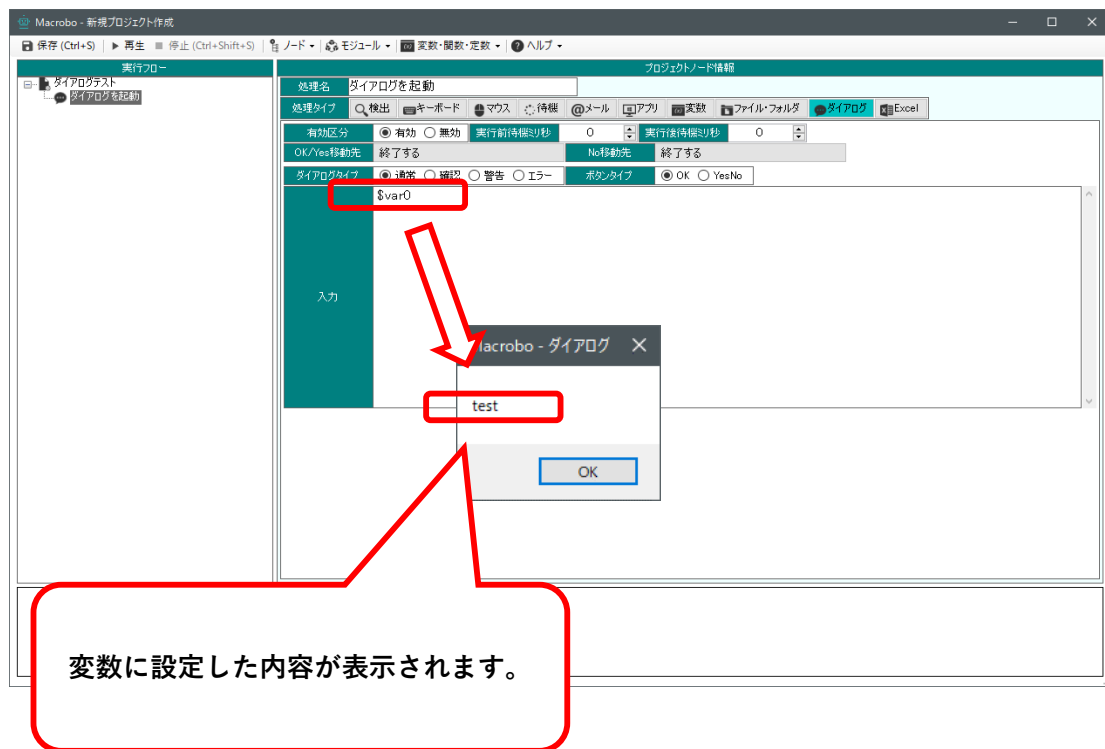 Macrobo - 新規プロジェクト作成
保存 (Ctrl+S) 再生 停止 (Ctrl+Shift+S) ノード モジュール 変数・関数・定数 ヘルプ
実行フロー
ダイアログテスト
ダイアログを起動
プロジェクトノード情報
処理名 ダイアログを起動
処理タイプ 検出 キーボード マウス 待機 メール アプリ 変数 ファイル・フォルダ ダイアログ Excel
有効区分 有効 無効 実行前待機ミリ秒 0 実行後待機ミリ秒 0
OK/Yes移動先 終了する No移動先 終了する
ダイアログタイプ 通常 確認 警告 エラー ボタンタイプ OK YesNo
入力 $var0
Macrobo - ダイアログ
test
OK
変数に設定した内容が表示されます。